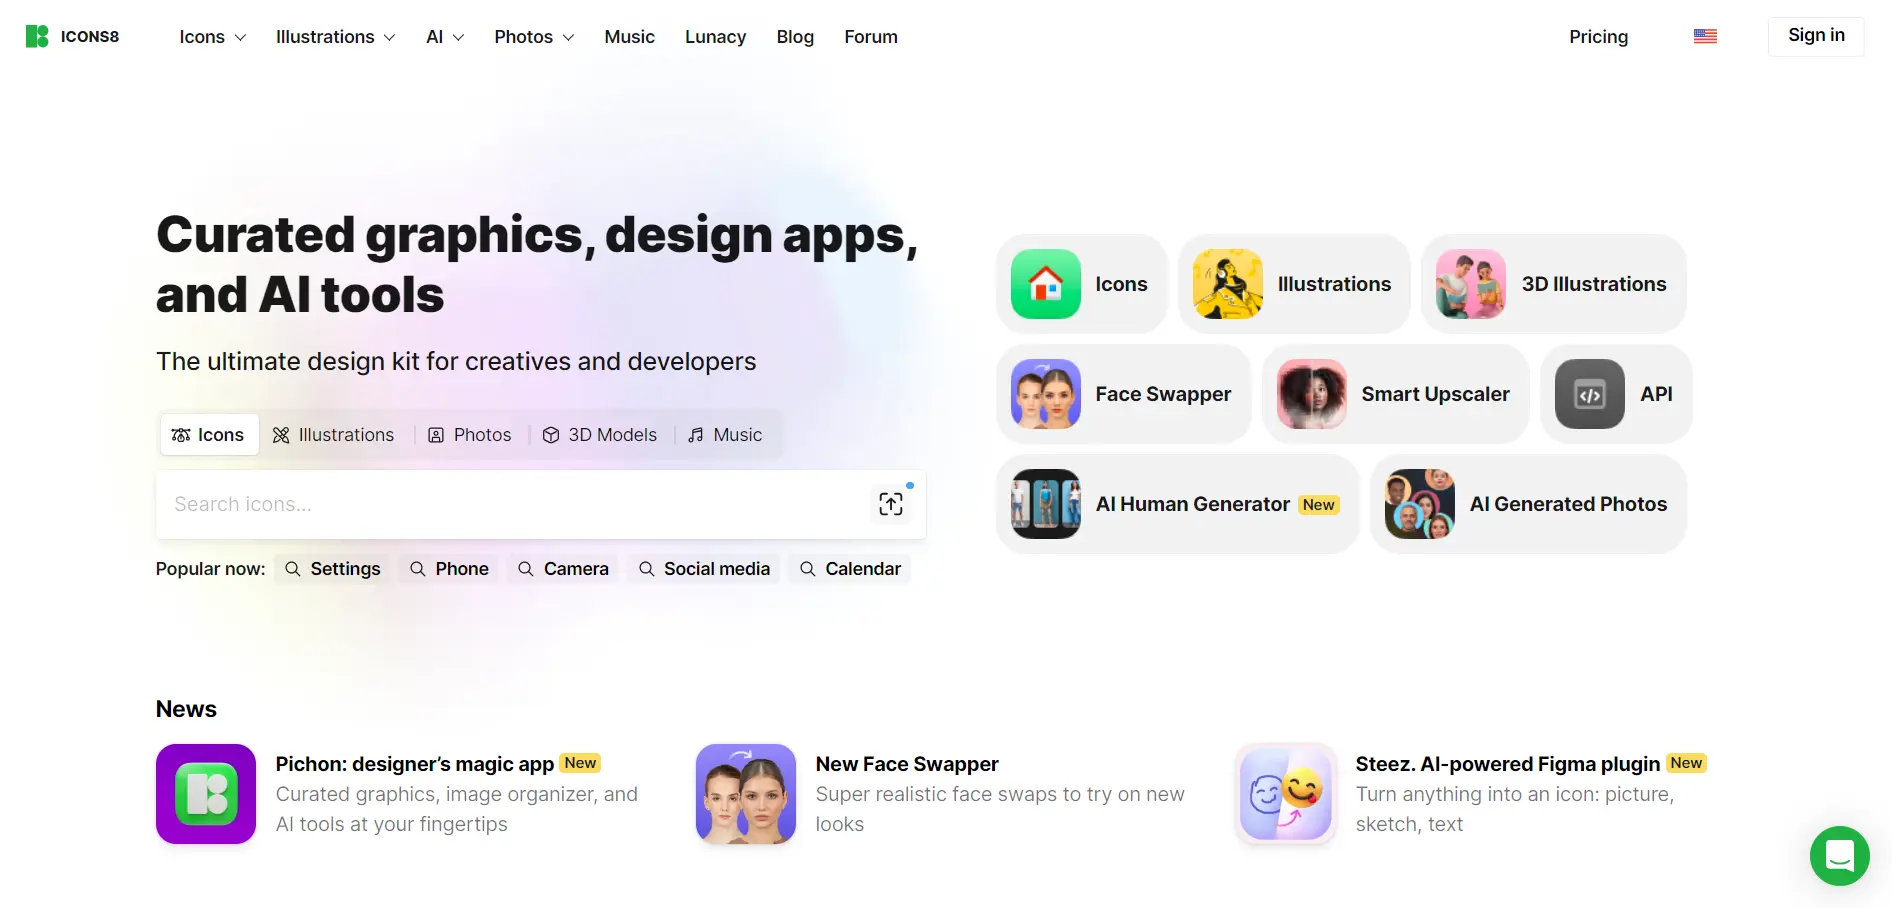 ICONS8
Icons
Illustrations
AI
Photos
Music
Lunacy
Blog
Forum
Pricing
Sign in
Curated graphics, design apps,
and AI tools
The ultimate design kit for creatives and developers
Icons
Illustrations
Photos
3D Models
Music
Search icons...
Popular now:
Settings
Phone
Camera
Social media
Calendar
Icons
Illustrations
3D Illustrations
Face Swapper
Smart Upscaler
</>
API
AI Human Generator New
AI Generated Photos
News
Pichon: designer’s magic app New
Curated graphics, image organizer, and
AI tools at your fingertips
New Face Swapper
Super realistic face swaps to try on new
looks
Steez. AI-powered Figma plugin New
Turn anything into an icon: picture,
sketch, text